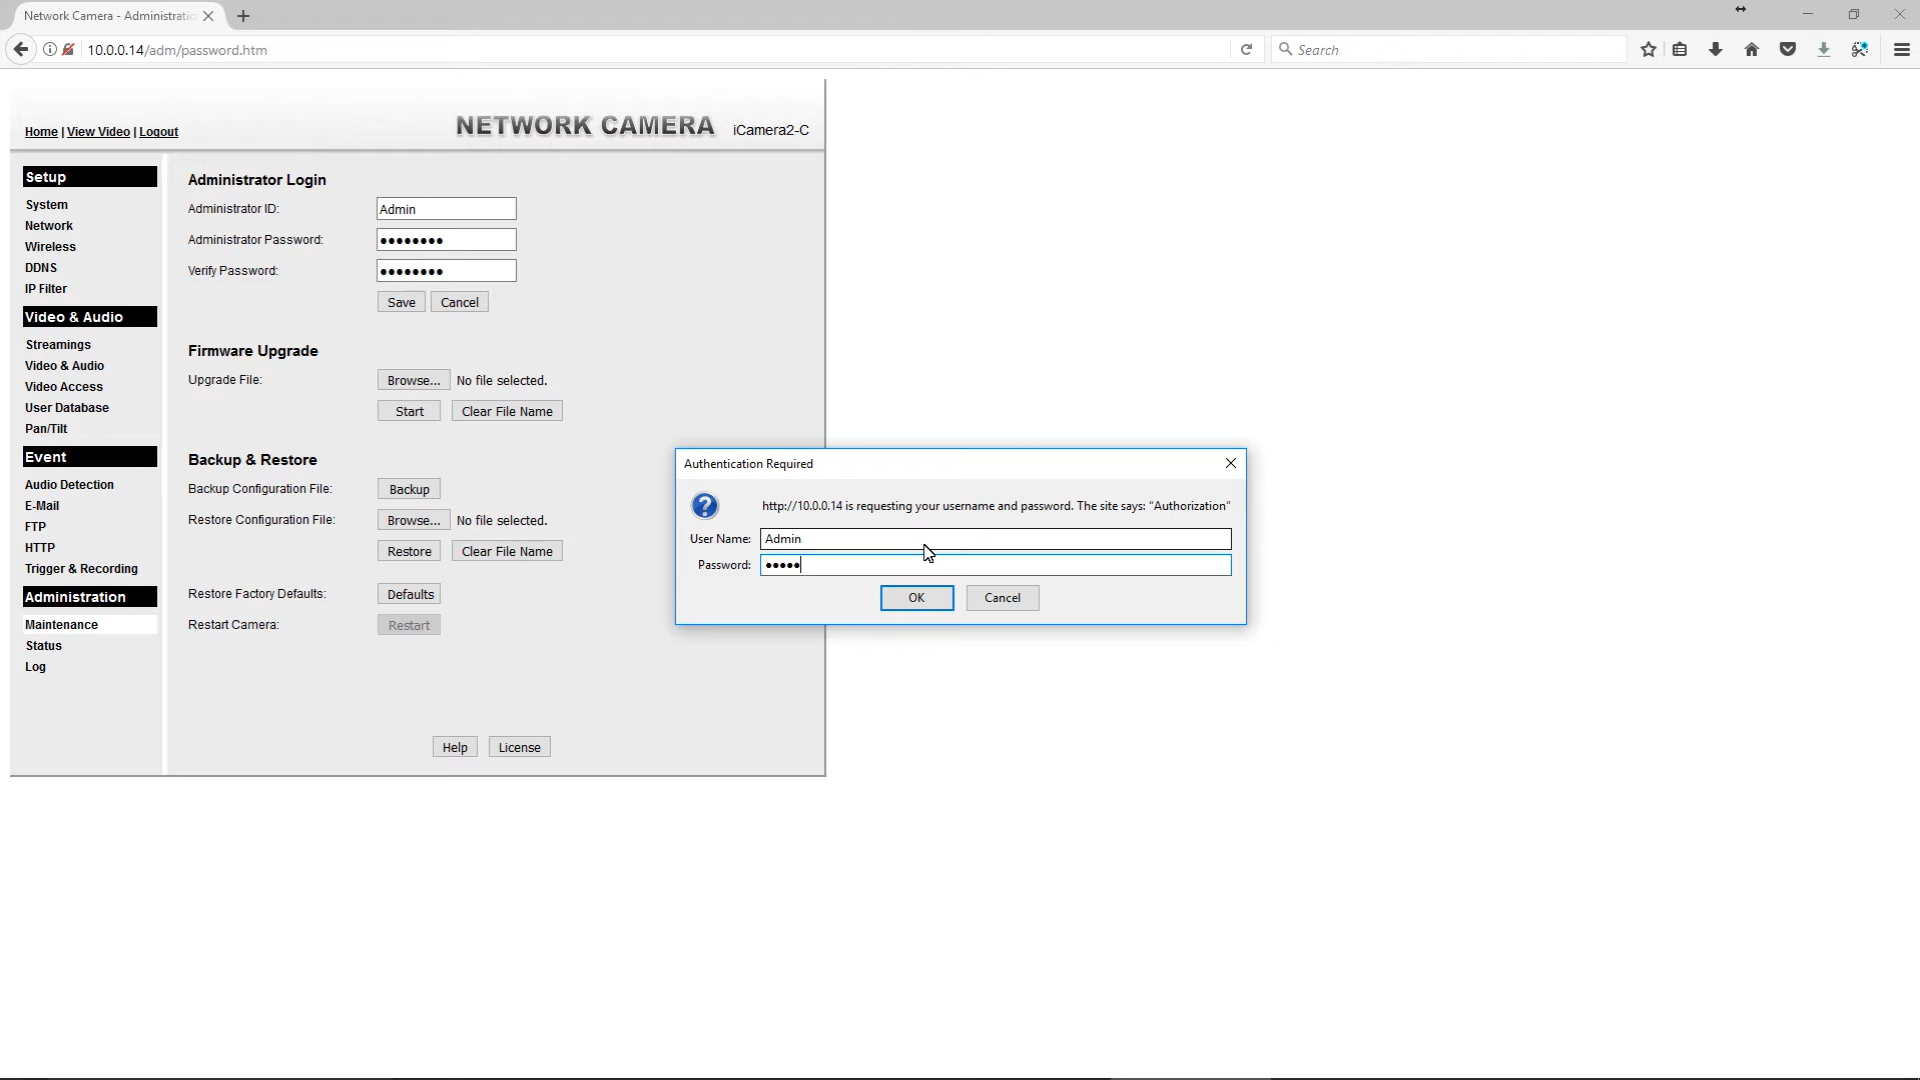 Network Camera - Administratio
10.0.0.14/adm/password.htm
Search
Home | View Video | Logout
NETWORK CAMERA iCamera2-C
Setup
System
Network
Wireless
DDNS
IP Filter
Video & Audio
Streamings
Video & Audio
Video Access
User Database
Pan/Tilt
Event
Audio Detection
E-Mail
FTP
HTTP
Trigger & Recording
Administration
Maintenance
Status
Log
Administrator Login
Administrator ID: Admin
Administrator Password: ●●●●●●●●
Verify Password: ●●●●●●●●
Save Cancel
Firmware Upgrade
Upgrade File: Browse... No file selected.
Start Clear File Name
Backup & Restore
Backup Configuration File: Backup
Restore Configuration File: Browse... No file selected.
Restore Clear File Name
Restore Factory Defaults: Defaults
Restart Camera: Restart
Help License
Authentication Required
http://10.0.0.14 is requesting your username and password. The site says: “Authorization”
User Name: Admin
Password: ●●●●●
OK Cancel